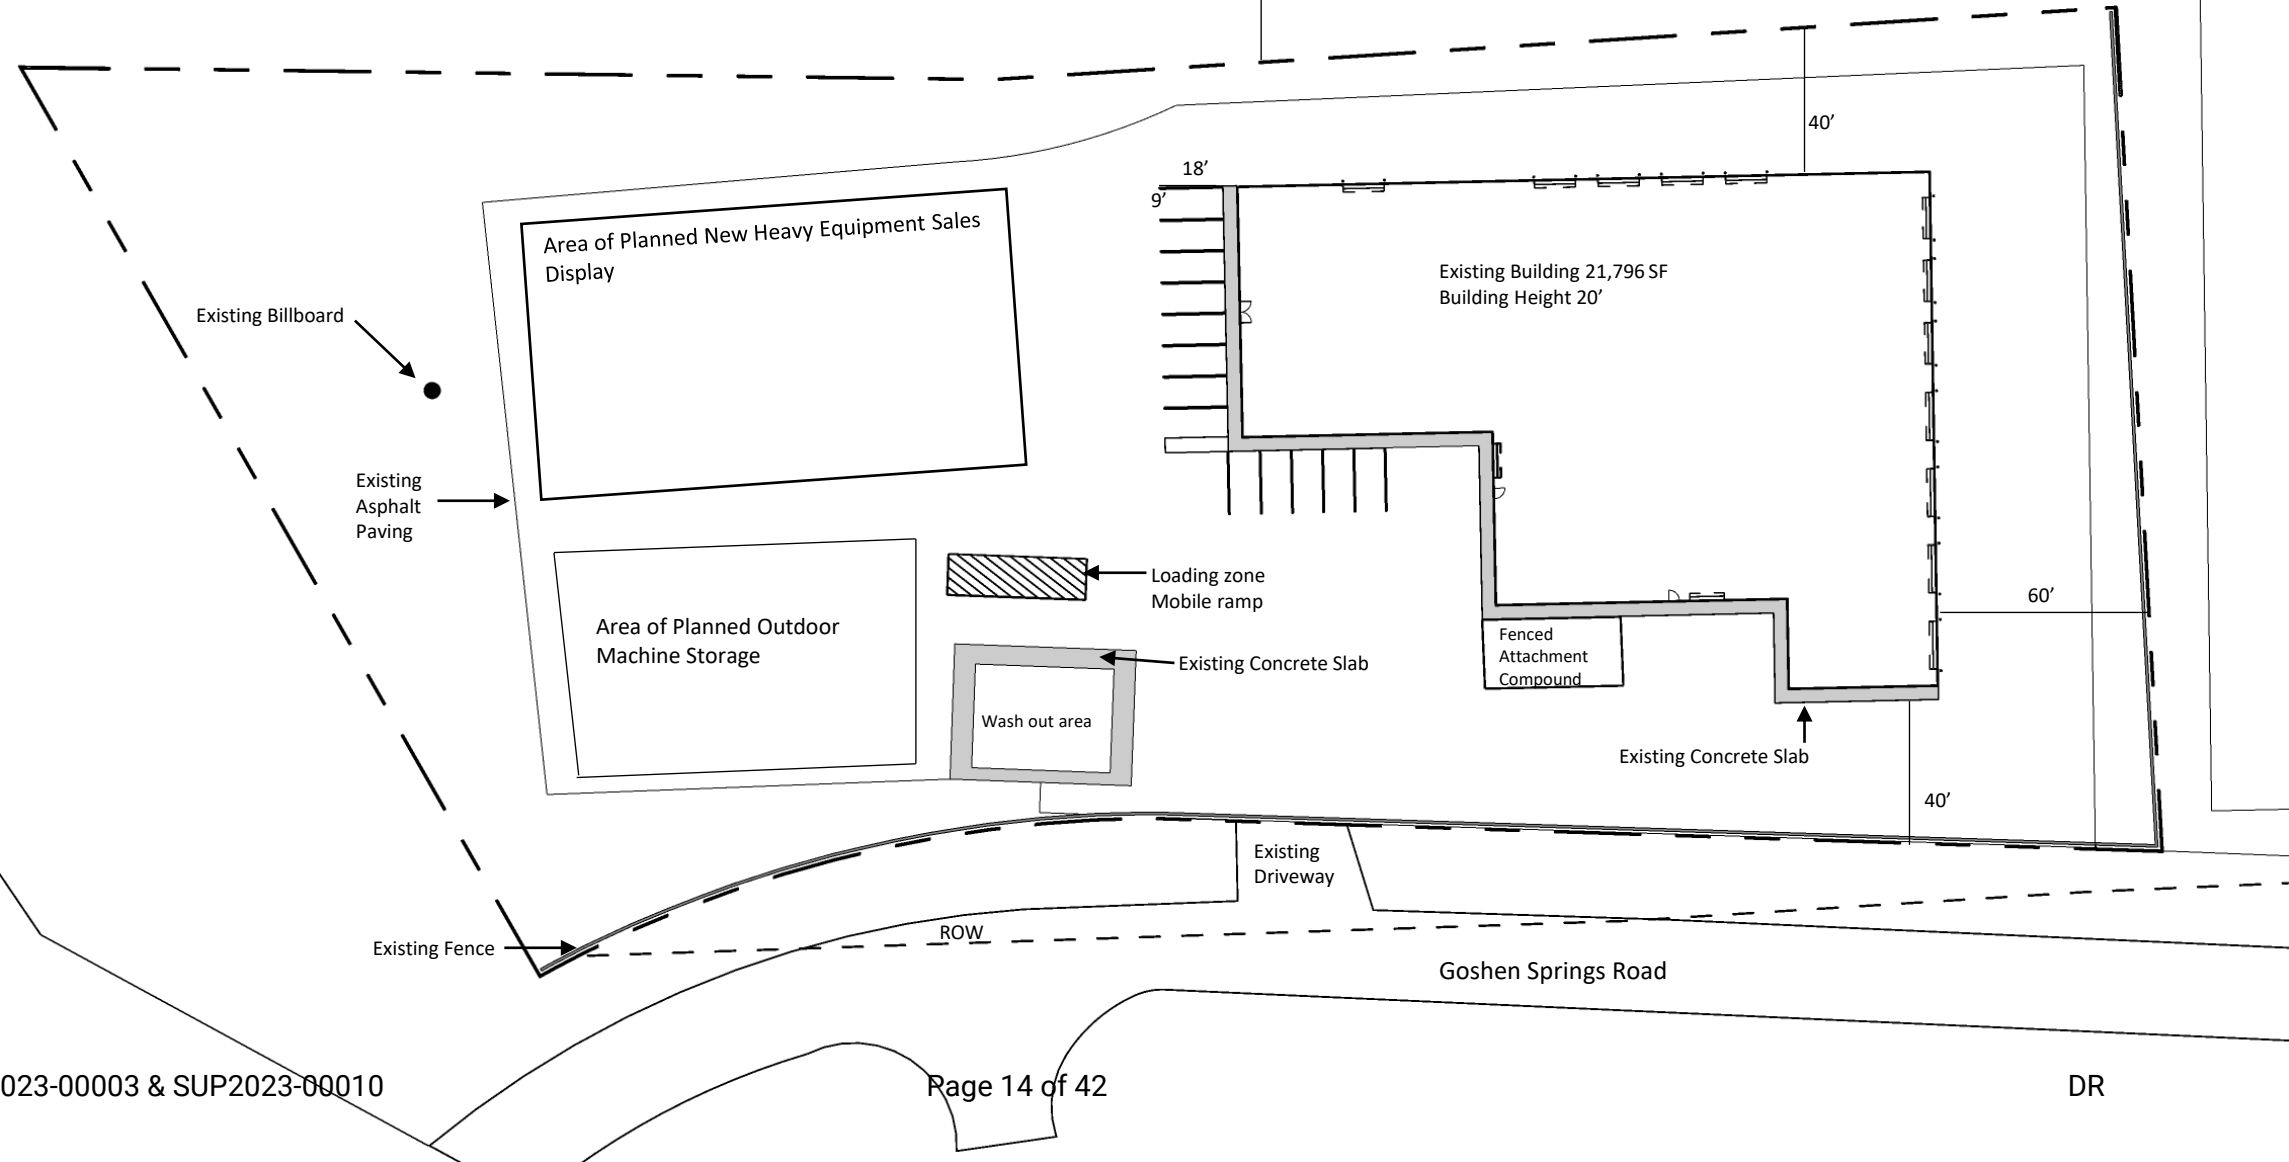 40’
18’
9’
Area of Planned New Heavy Equipment Sales
Display
Existing Building 21,796 SF
Building Height 20’
Existing Billboard
Existing
Asphalt
Paving
Loading zone
Mobile ramp
60’
Area of Planned Outdoor
Machine Storage
Fenced
Attachment
Compound
Existing Concrete Slab
Wash out area
Existing Concrete Slab
40’
Existing
Driveway
Existing Fence
ROW
Goshen Springs Road
023-00003 & SUP2023-00010
Page 14 of 42
DR